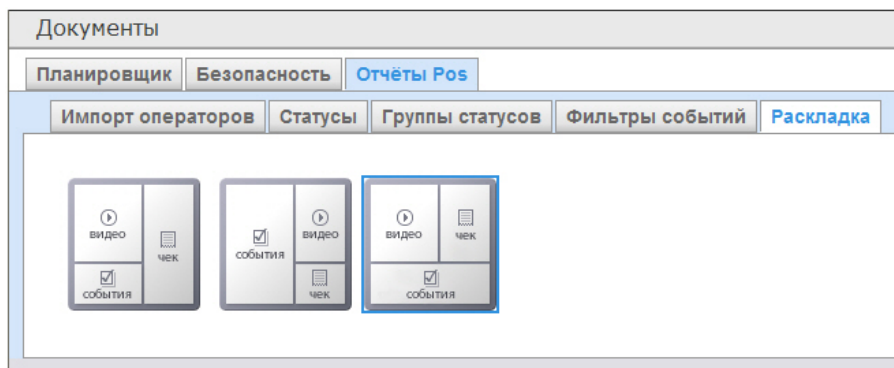 Документы
Планировщик Безопасность Отчёты Pos
Импорт операторов Статусы Группы статусов Фильтры событий Раскладка
видео чек события
события видео чек
видео чек события